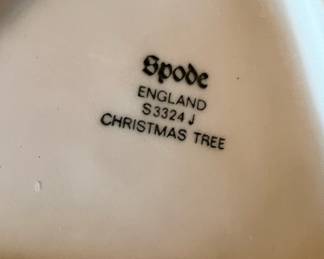 Spode
ENGLAND
S3324 J
CHRISTMAS TREE